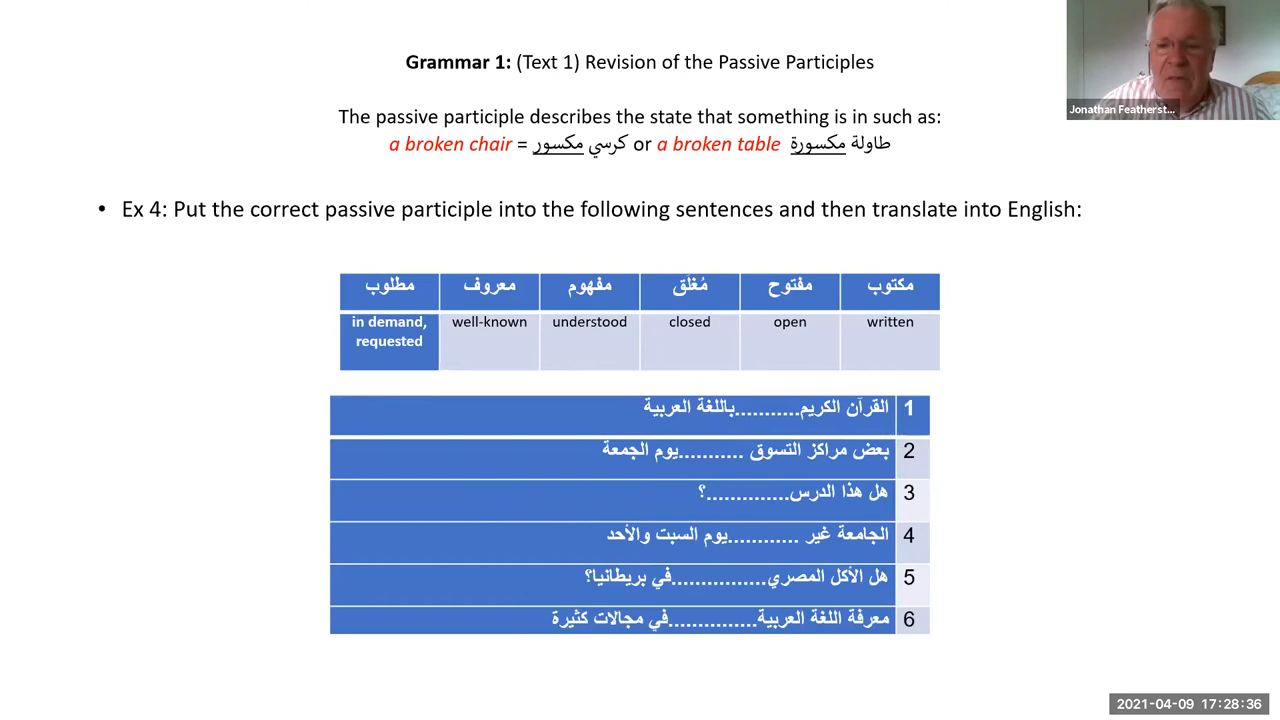 Grammar 1: (Text 1) Revision of the Passive Participles
Jonathan Featherst...
The passive participle describes the state that something is in such as:
a broken chair = كرسي مكسور or a broken table طاولة مكسورة
• Ex 4: Put the correct passive participle into the following sentences and then translate into English:
مكتوب مفتوح مُغلَق مفهوم معروف مطلوب
written open closed understood well-known in demand,
requested
1 القرآن الكريم...........باللغة العربية
2 بعض مراكز التسوق ...........يوم الجمعة
3 هل هذا الدرس..............؟
4 الجامعة غير ............يوم السبت والأحد
5 هل الأكل المصري................في بريطانيا؟
6 معرفة اللغة العربية...............في مجالات كثيرة
2021-04-09 17:28:36